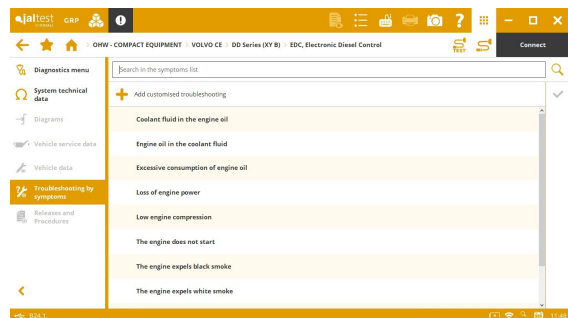 jaltest GRP
OHW - COMPACT EQUIPMENT VOLVO CE DD Series (XY B) EDC, Electronic Diesel Control
TEST
Connect
Diagnostics menu
System technical
data
Diagrams
Vehicle service data
Vehicle data
Troubleshooting by
symptoms
Releases and
Procedures
Search in the symptoms list
Add customised troubleshooting
Coolant fluid in the engine oil
Engine oil in the coolant fluid
Excessive consumption of engine oil
Loss of engine power
Low engine compression
The engine does not start
The engine expels black smoke
The engine expels white smoke
824.1.
11:48